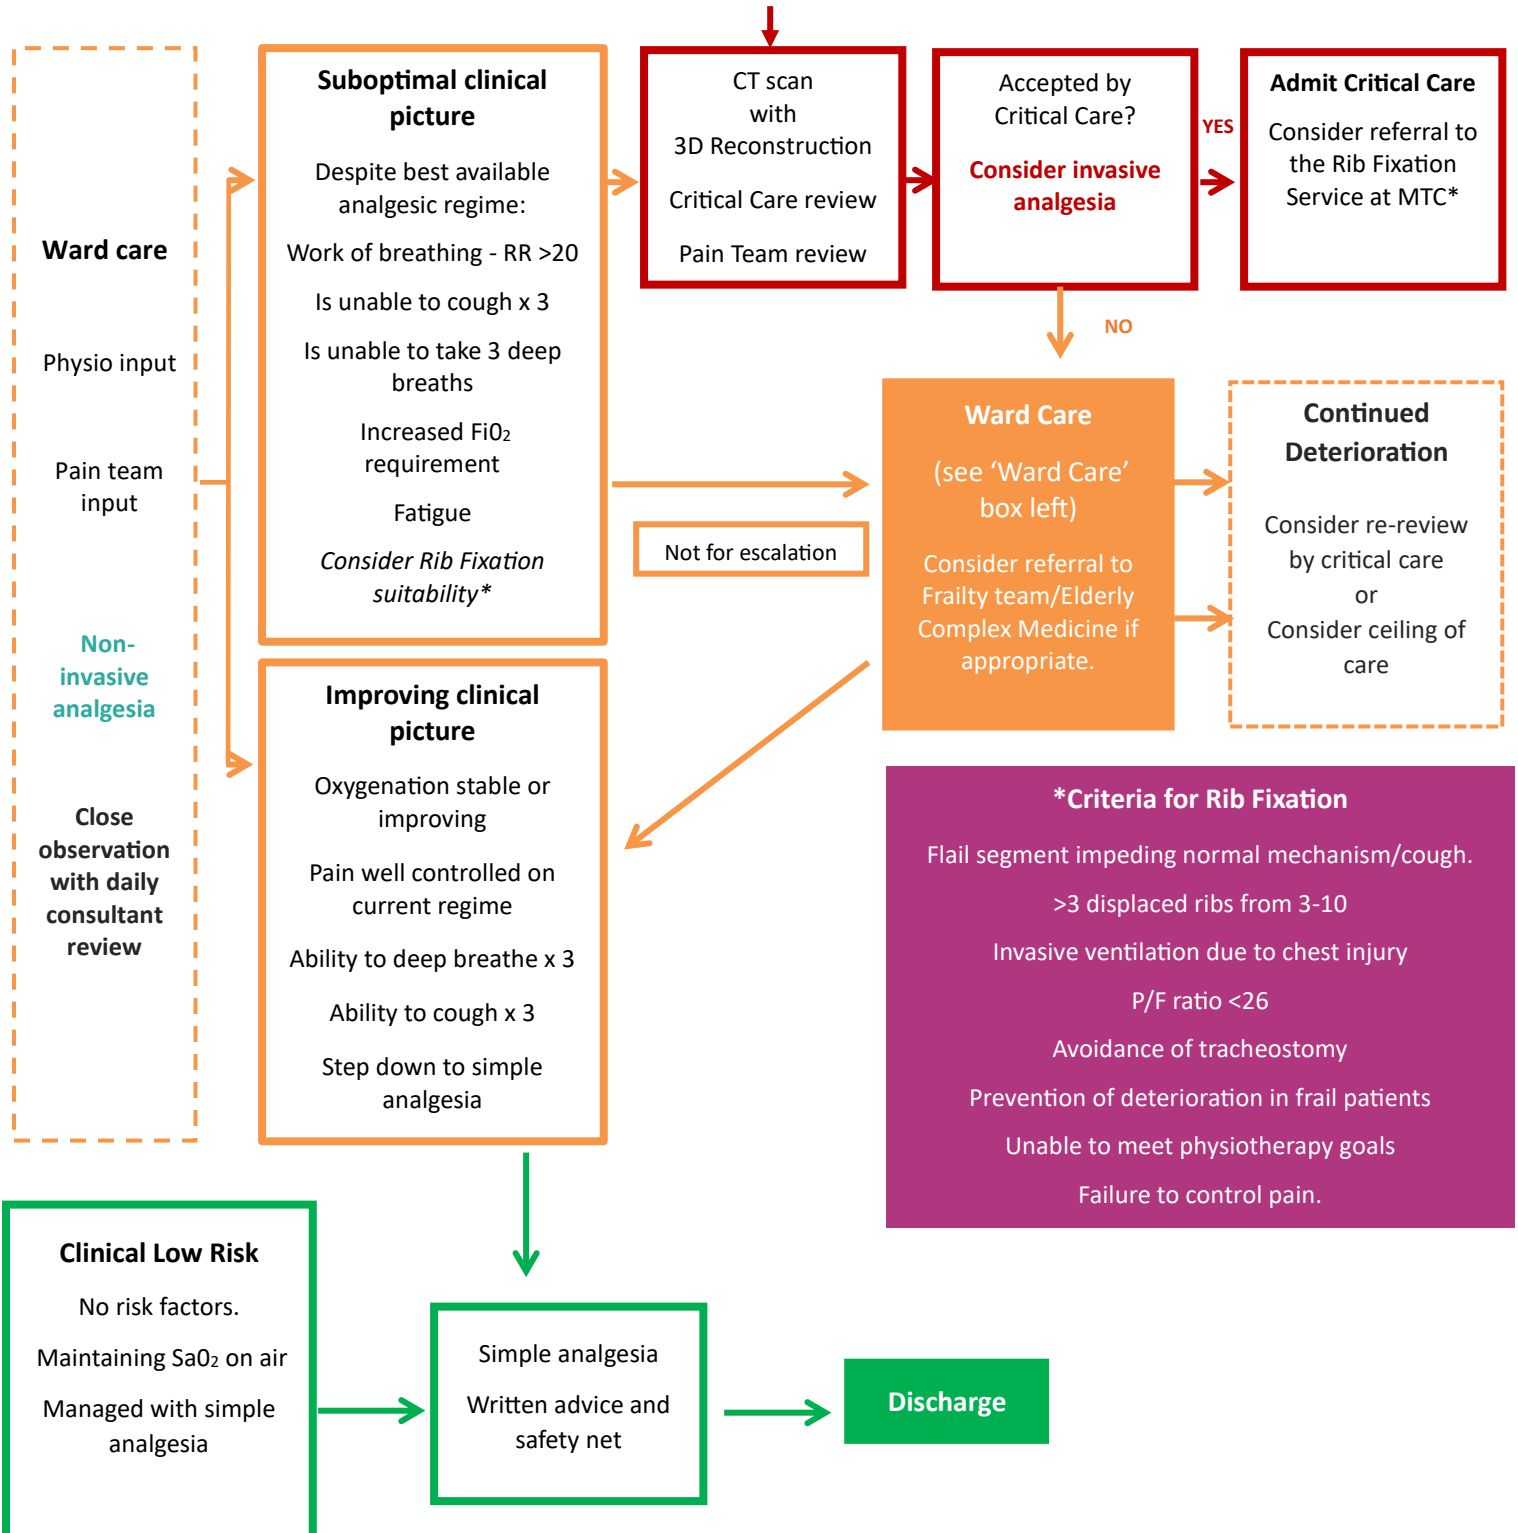 Ward care
Physio input
Pain team
input
Non-
invasive
analgesia
Close
observation
with daily
consultant
review
Suboptimal clinical
picture
Despite best available
analgesic regime:
Work of breathing - RR >20
Is unable to cough x 3
Is unable to take 3 deep
breaths
Increased Fi0₂
requirement
Fatigue
Consider Rib Fixation
suitability*
Improving clinical
picture
Oxygenation stable or
improving
Pain well controlled on
current regime
Ability to deep breathe x 3
Ability to cough x 3
Step down to simple
analgesia
CT scan
with
3D Reconstruction
Critical Care review
Pain Team review
Accepted by
Critical Care?
Consider invasive
analgesia
YES
Admit Critical Care
Consider referral to
the Rib Fixation
Service at MTC*
NO
Not for escalation
Ward Care
(see ‘Ward Care’
box left)
Consider referral to
Frailty team/Elderly
Complex Medicine if
appropriate.
Continued
Deterioration
Consider re-review
by critical care
or
Consider ceiling of
care
*Criteria for Rib Fixation
Flail segment impeding normal mechanism/cough.
>3 displaced ribs from 3-10
Invasive ventilation due to chest injury
P/F ratio <26
Avoidance of tracheostomy
Prevention of deterioration in frail patients
Unable to meet physiotherapy goals
Failure to control pain.
Clinical Low Risk
No risk factors.
Maintaining Sa0₂ on air
Managed with simple
analgesia
Simple analgesia
Written advice and
safety net
Discharge